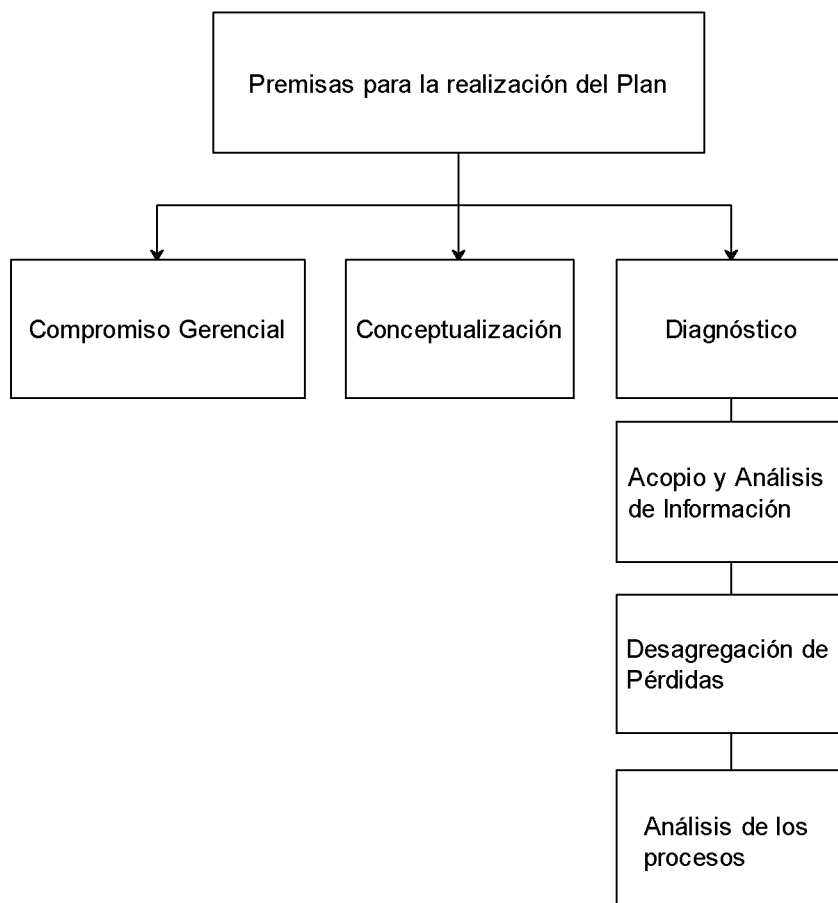 Premisas para la realización del Plan
Compromiso Gerencial
Conceptualización
Diagnóstico
Acopio y Análisis
de Información
Desagregación de
Pérdidas
Análisis de los
procesos